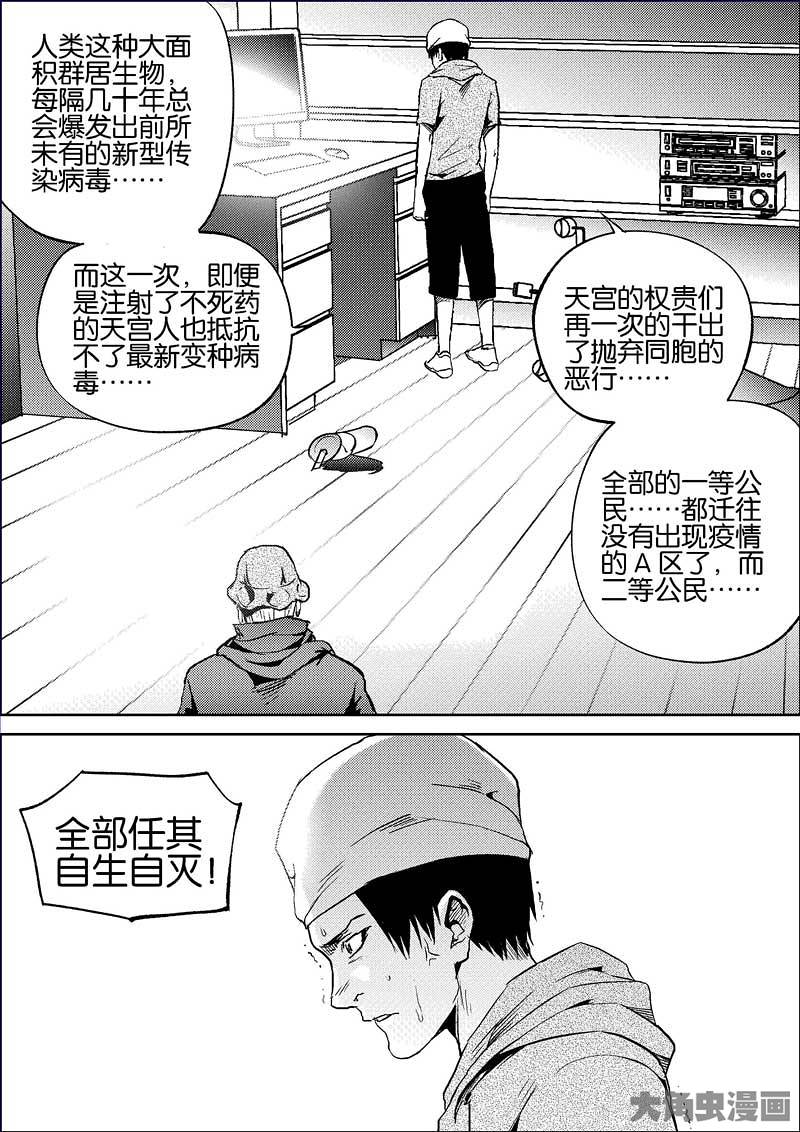 人类这种大面
积群居生物，
每隔几十年总
会爆发出前所
未有的新型传
染病毒……
而这一次，即便
是注射了不死药
的天宫人也抵抗
不了最新变种病
毒……
天宫的权贵们
再一次的干出
了抛弃同胞的
恶行……
全部的一等公
民……都迁往
没有出现疫情
的A区了，而
二等公民……
全部任其
自生自灭！
大角虫漫画